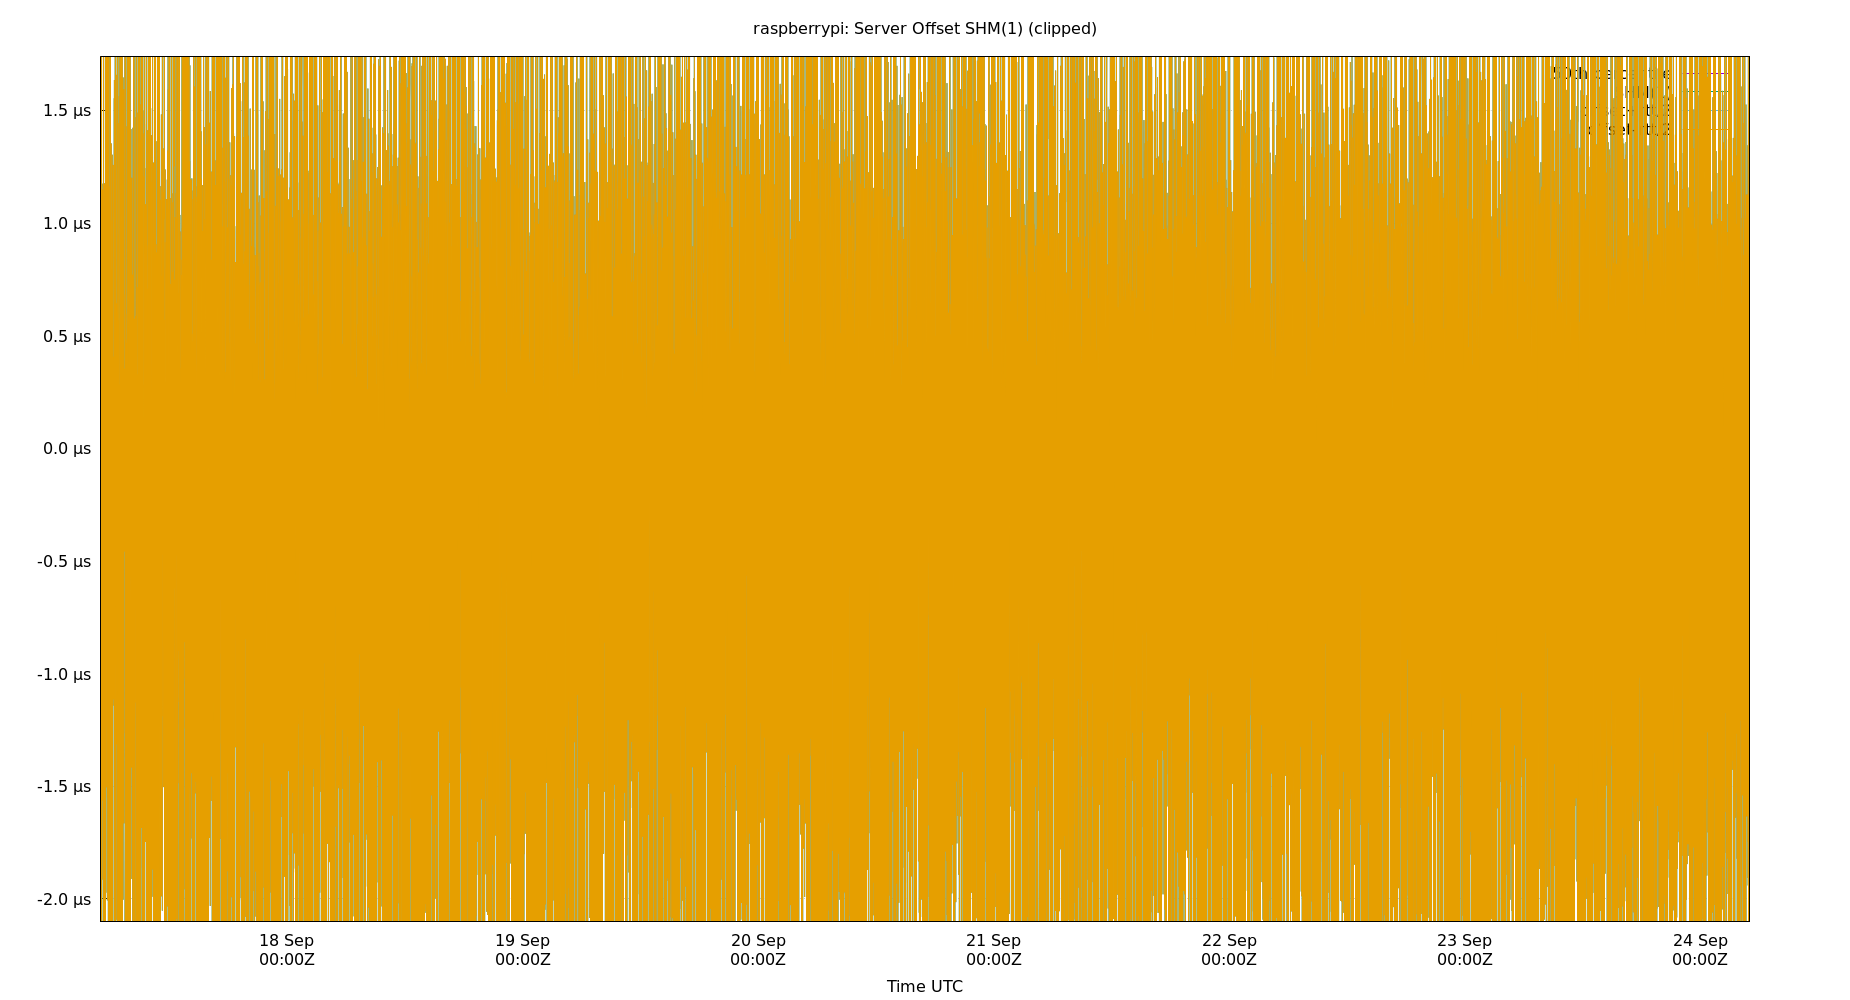 raspberrypi: Server Offset SHM(1) (clipped)
1.5 µs
1.0 µs
0.5 µs
0.0 µs
-0.5 µs
-1.0 µs
-1.5 µs
-2.0 µs
18 Sep 19 Sep 20 Sep 21 Sep 22 Sep 23 Sep 24 Sep
00:00Z 00:00Z 00:00Z 00:00Z 00:00Z 00:00Z 00:00Z
Time UTC